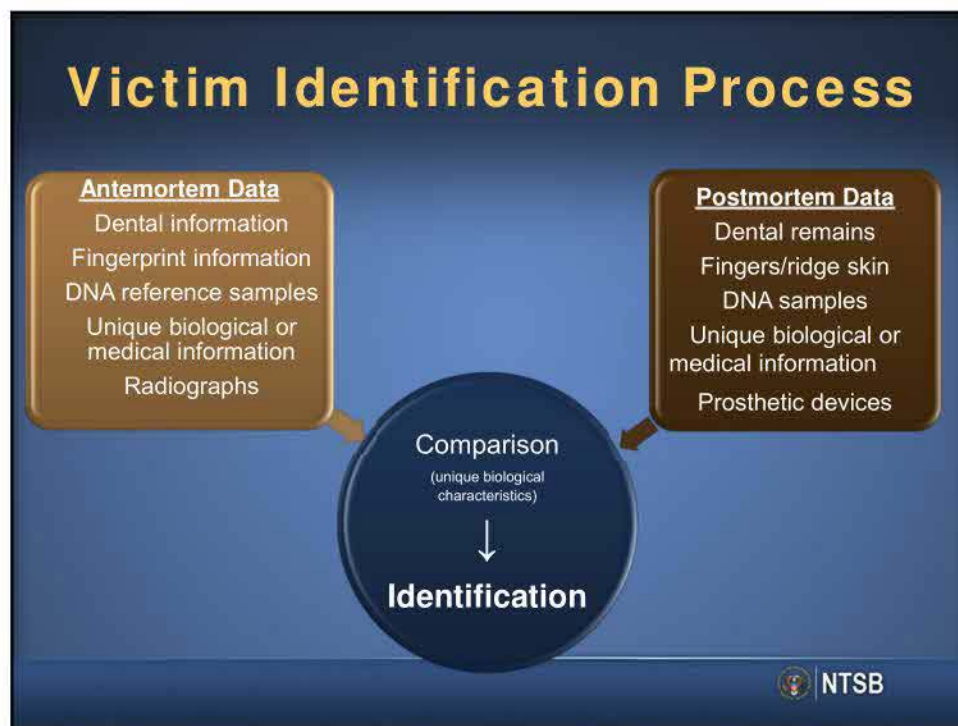 Victim Identification Process
Antemortem Data
Dental information
Fingerprint information
DNA reference samples
Unique biological or
medical information
Radiographs
Postmortem Data
Dental remains
Fingers/ridge skin
DNA samples
Unique biological or
medical information
Prosthetic devices
Comparison
(unique biological
characteristics)
↓
Identification
NTSB